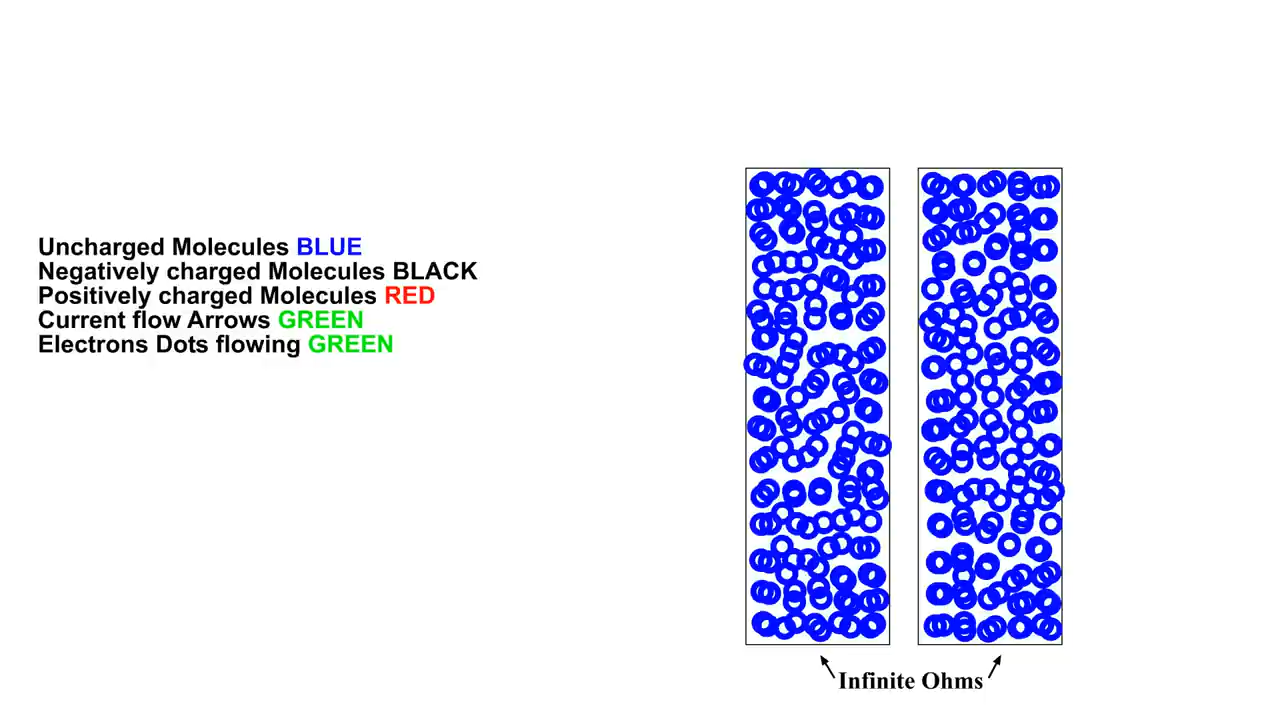 Uncharged Molecules BLUE
Negatively charged Molecules BLACK
Positively charged Molecules RED
Current flow Arrows GREEN
Electrons Dots flowing GREEN
Infinite Ohms